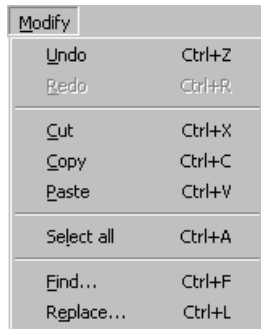 Modify
Undo Ctrl+Z
Redo Ctrl+R
Cut Ctrl+X
Copy Ctrl+C
Paste Ctrl+V
Select all Ctrl+A
Find... Ctrl+F
Replace... Ctrl+L